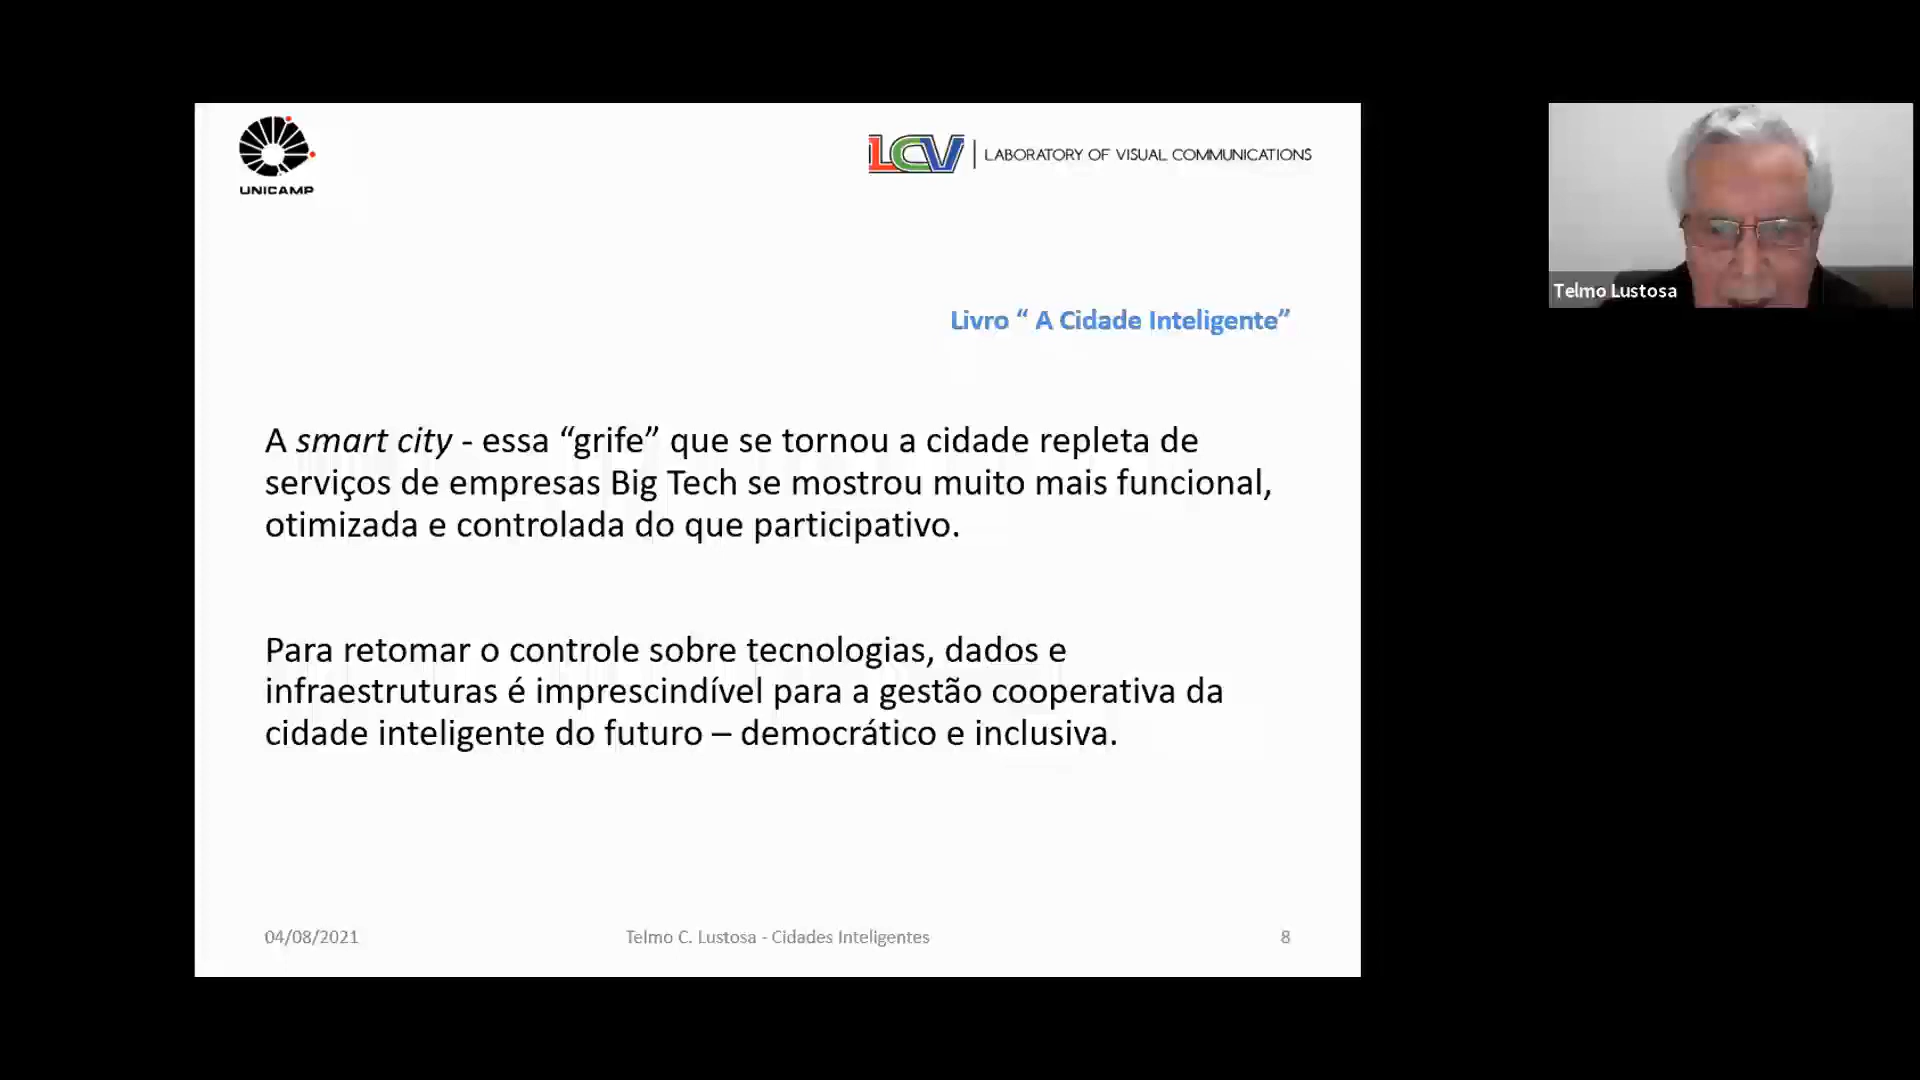 UNICAMP
LCV | LABORATORY OF VISUAL COMMUNICATIONS
Telmo Lustosa
Livro “ A Cidade Inteligente”
A smart city - essa “grife” que se tornou a cidade repleta de
serviços de empresas Big Tech se mostrou muito mais funcional,
otimizada e controlada do que participativo.
Para retomar o controle sobre tecnologias, dados e
infraestruturas é imprescindível para a gestão cooperativa da
cidade inteligente do futuro – democrático e inclusiva.
04/08/2021
Telmo C. Lustosa - Cidades Inteligentes
8